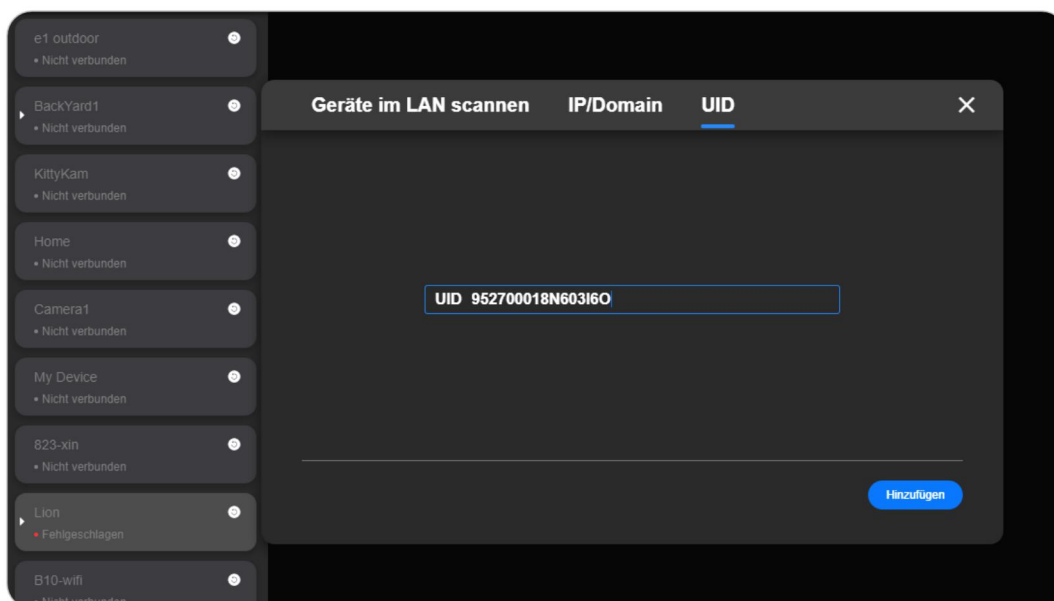 e1 outdoor
Nicht verbunden
BackYard1
Nicht verbunden
KittyKam
Nicht verbunden
Home
Nicht verbunden
Camera1
Nicht verbunden
My Device
Nicht verbunden
823-xin
Nicht verbunden
Lion
Fehlgeschlagen
B10-wifi
Nicht verbunden
Geräte im LAN scannen IP/Domain UID
UID 952700018N603I6O
Hinzufügen